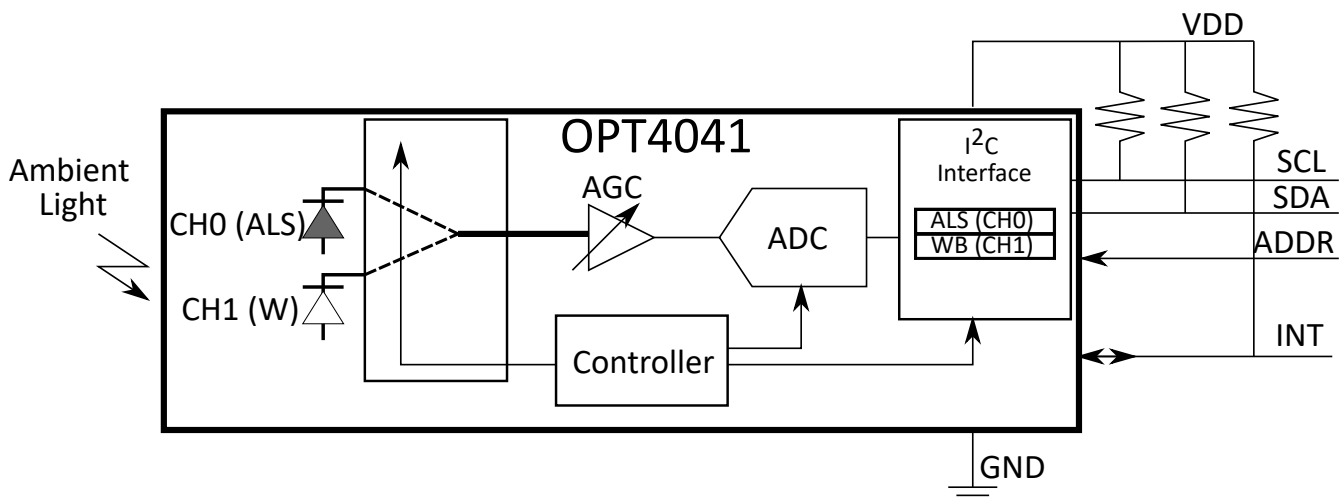 VDD
OPT4041
I²C
Interface
Ambient
Light
AGC
SCL
SDA
CH0 (ALS)
ADC
ALS (CH0)
WB (CH1)
ADDR
CH1 (W)
Controller
INT
GND